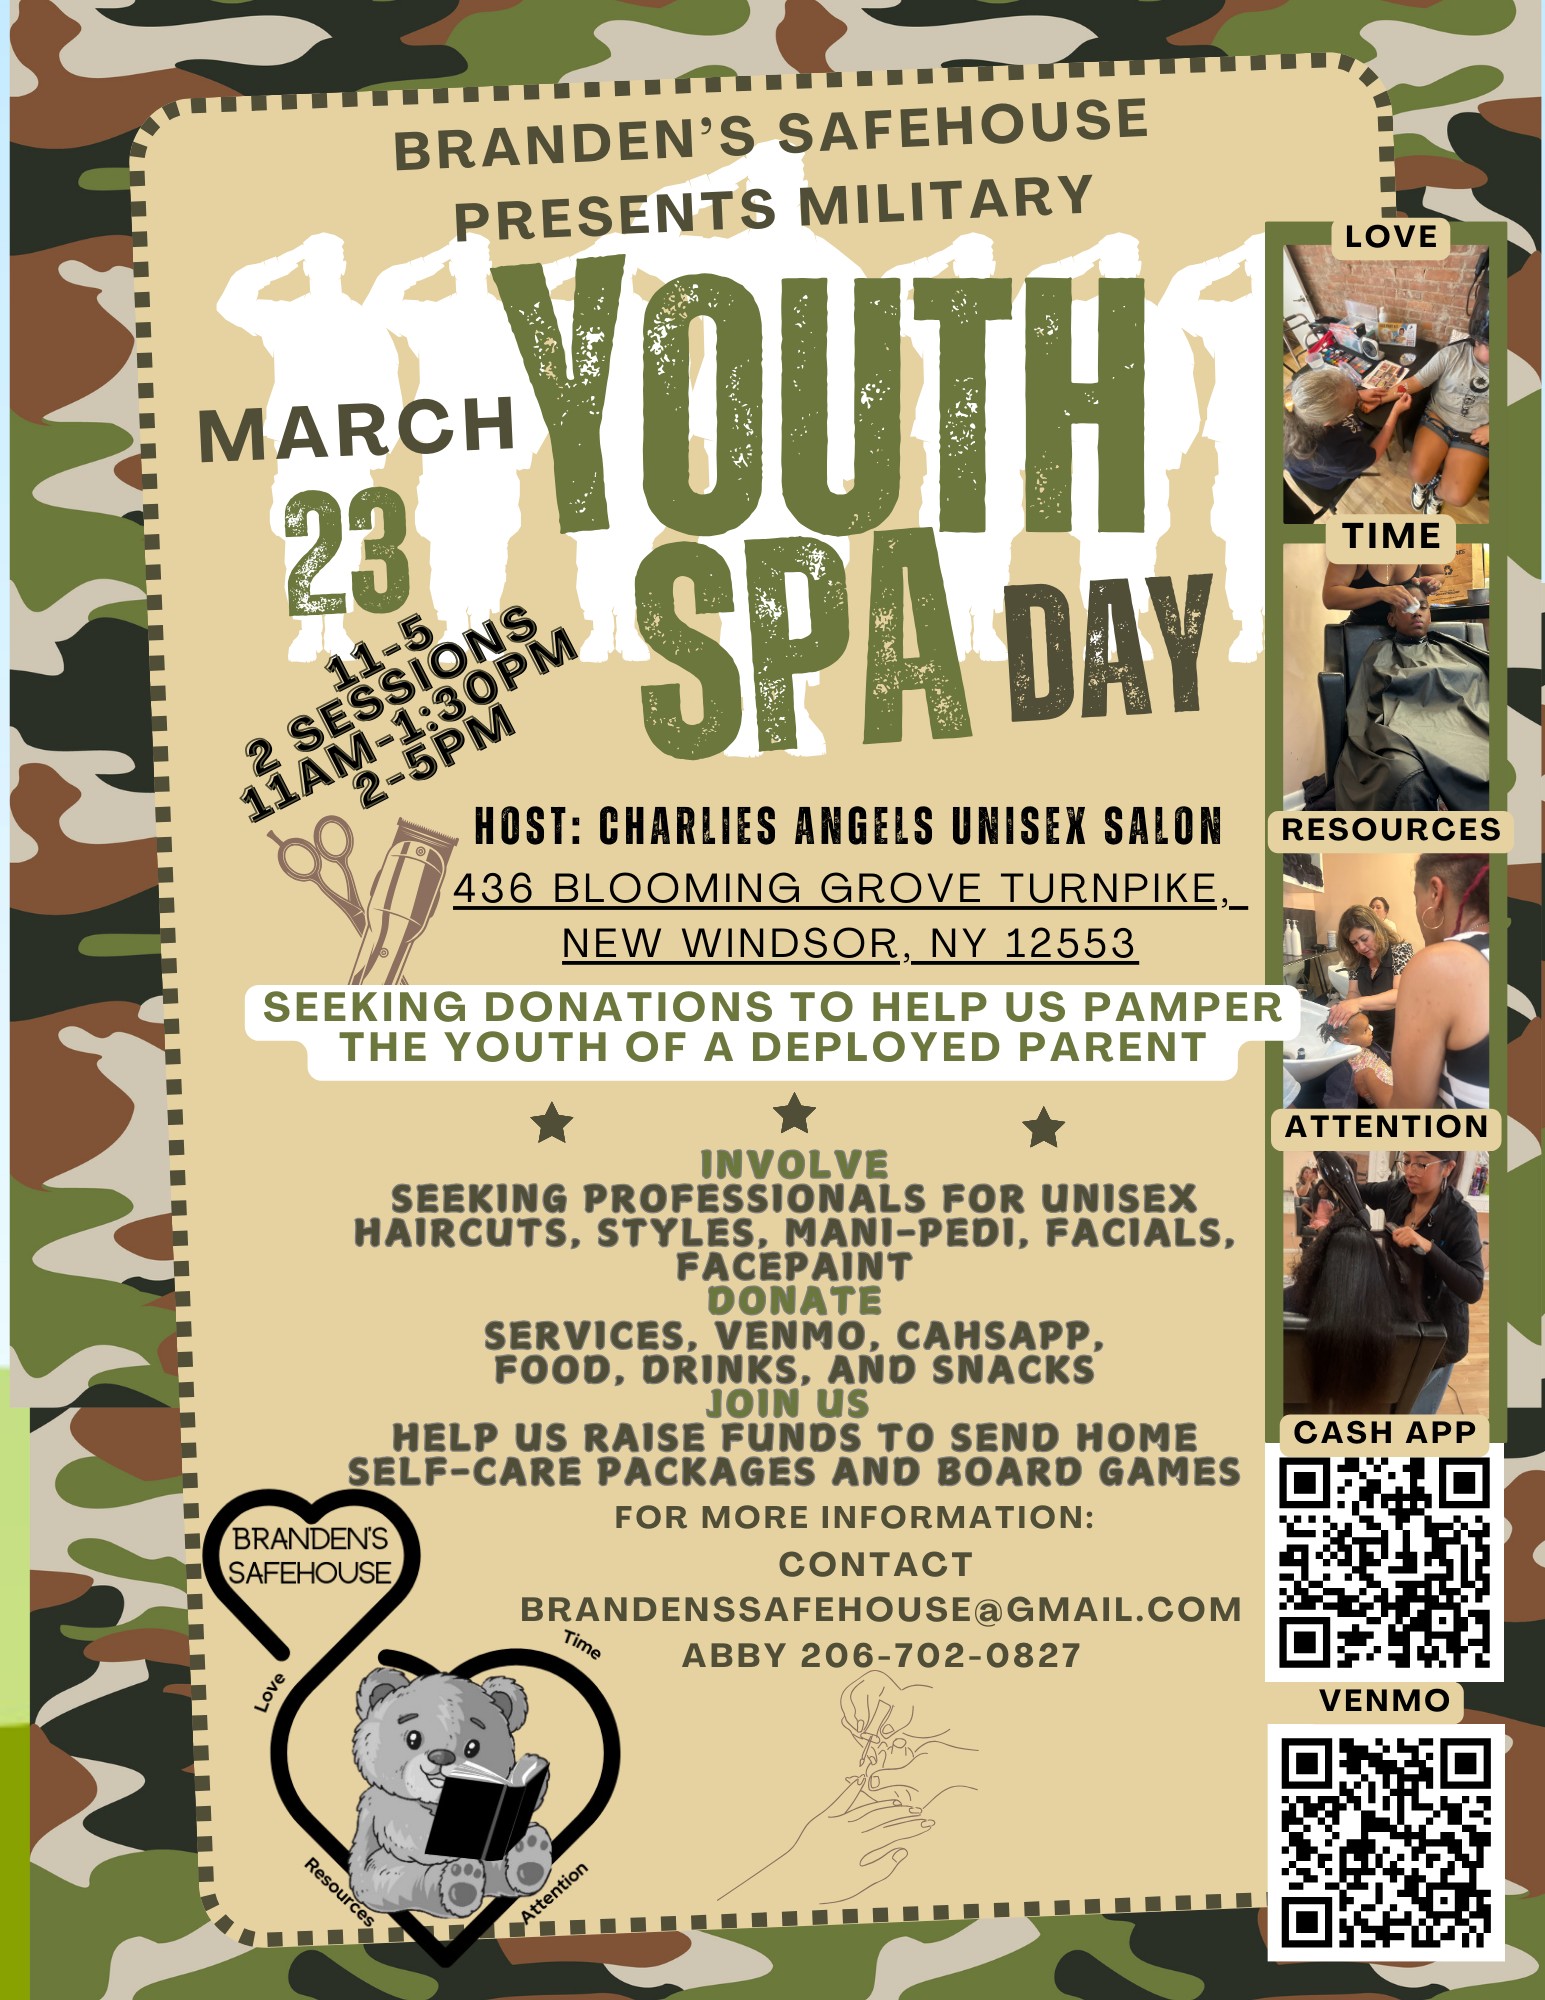 BRANDEN'S SAFEHOUSE
PRESENTS MILITARY
YOUTH
SPA DAY
MARCH
23
11-5
2 SESSIONS
11AM-1:30PM
2-5PM
HOST: CHARLIES ANGELS UNISEX SALON
436 BLOOMING GROVE TURNPIKE,
NEW WINDSOR, NY 12553
SEEKING DONATIONS TO HELP US PAMPER
THE YOUTH OF A DEPLOYED PARENT
INVOLVE
SEEKING PROFESSIONALS FOR UNISEX
HAIRCUTS, STYLES, MANI-PEDI, FACIALS,
FACEPAINT
DONATE
SERVICES, VENMO, CAHSAPP,
FOOD, DRINKS, AND SNACKS
JOIN US
HELP US RAISE FUNDS TO SEND HOME
SELF-CARE PACKAGES AND BOARD GAMES
FOR MORE INFORMATION:
CONTACT
BRANDENSSAFEHOUSE@GMAIL.COM
ABBY 206-702-0827
BRANDEN'S
SAFEHOUSE
Love
Time
Resources
Attention
LOVE
TIME
RESOURCES
ATTENTION
CASH APP
VENMO